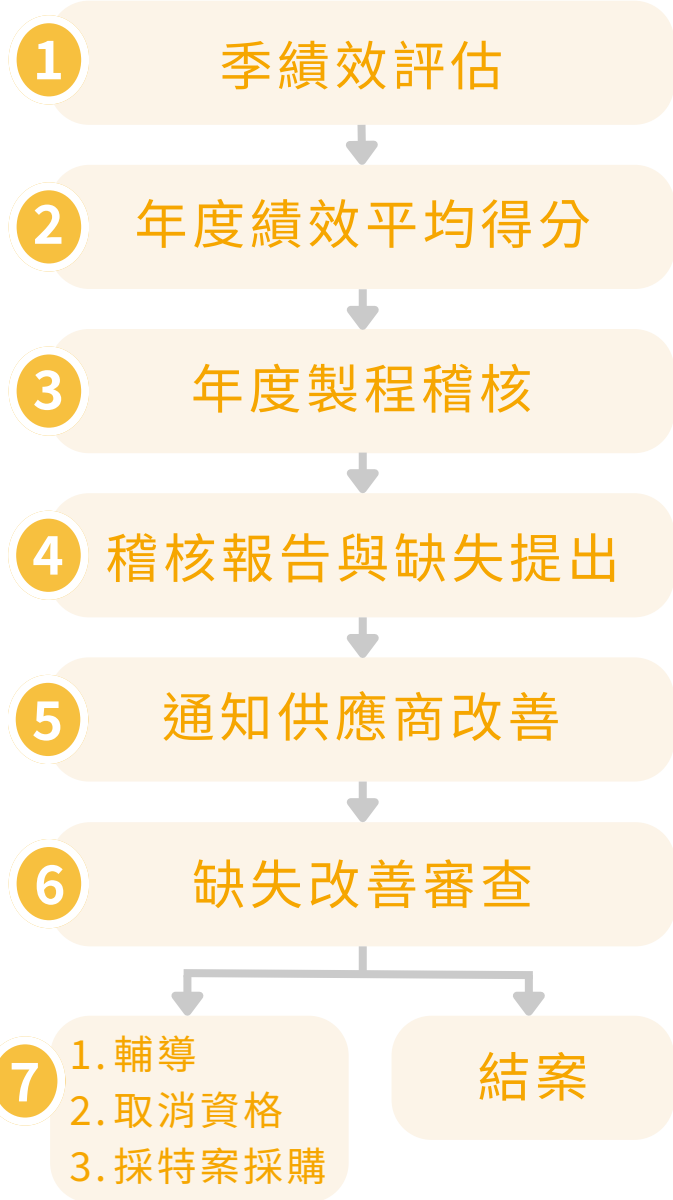 1
季績效評估
2
年度績效平均得分
3
年度製程稽核
4
稽核報告與缺失提出
5
通知供應商改善
6
缺失改善審查
7
1.輔導
2.取消資格
3.採特案採購
結案